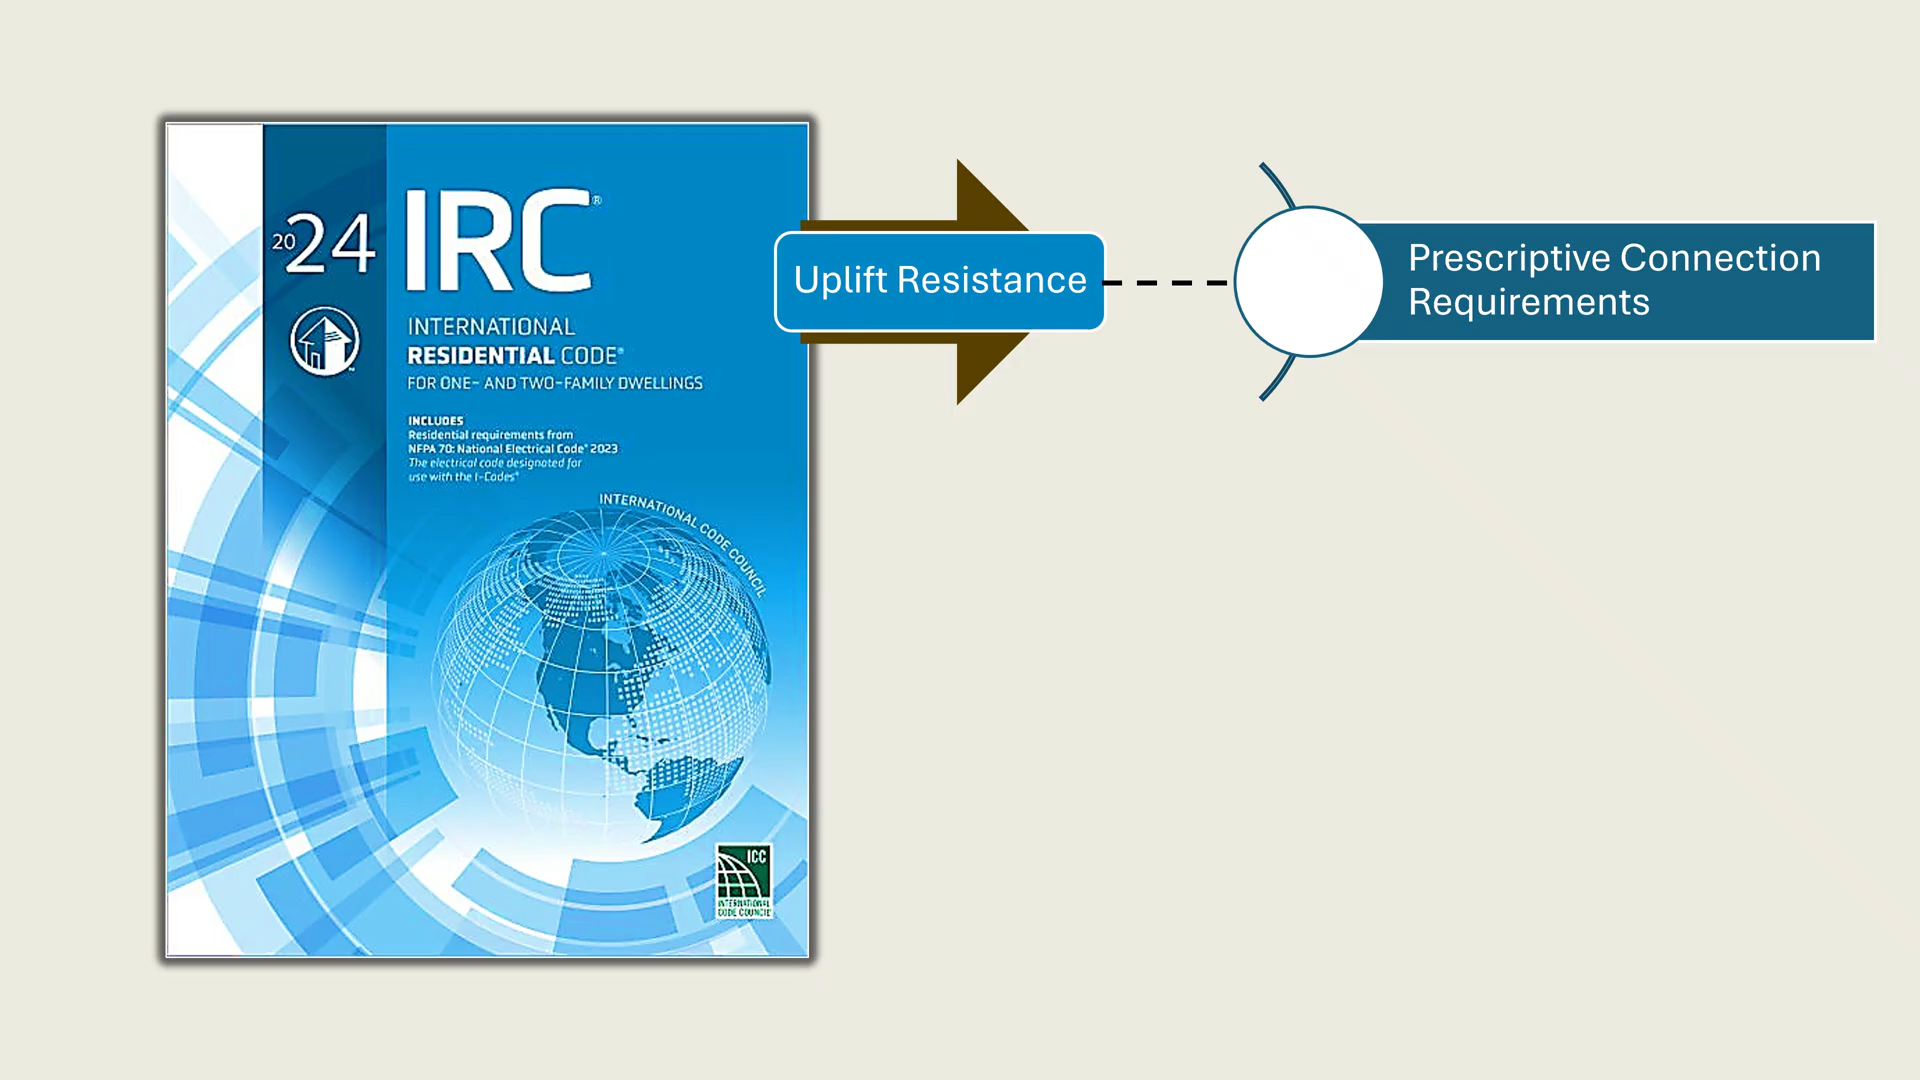 2024
IRC®
INTERNATIONAL
RESIDENTIAL CODE®
FOR ONE- AND TWO-FAMILY DWELLINGS
INCLUDES
Residential requirements from
NFPA 70: National Electrical Code® 2023
The electrical code designated for
use with the I-Codes®
INTERNATIONAL CODE COUNCIL
ICC
INTERNATIONAL
CODE COUNCIL
Uplift Resistance
Prescriptive Connection
Requirements